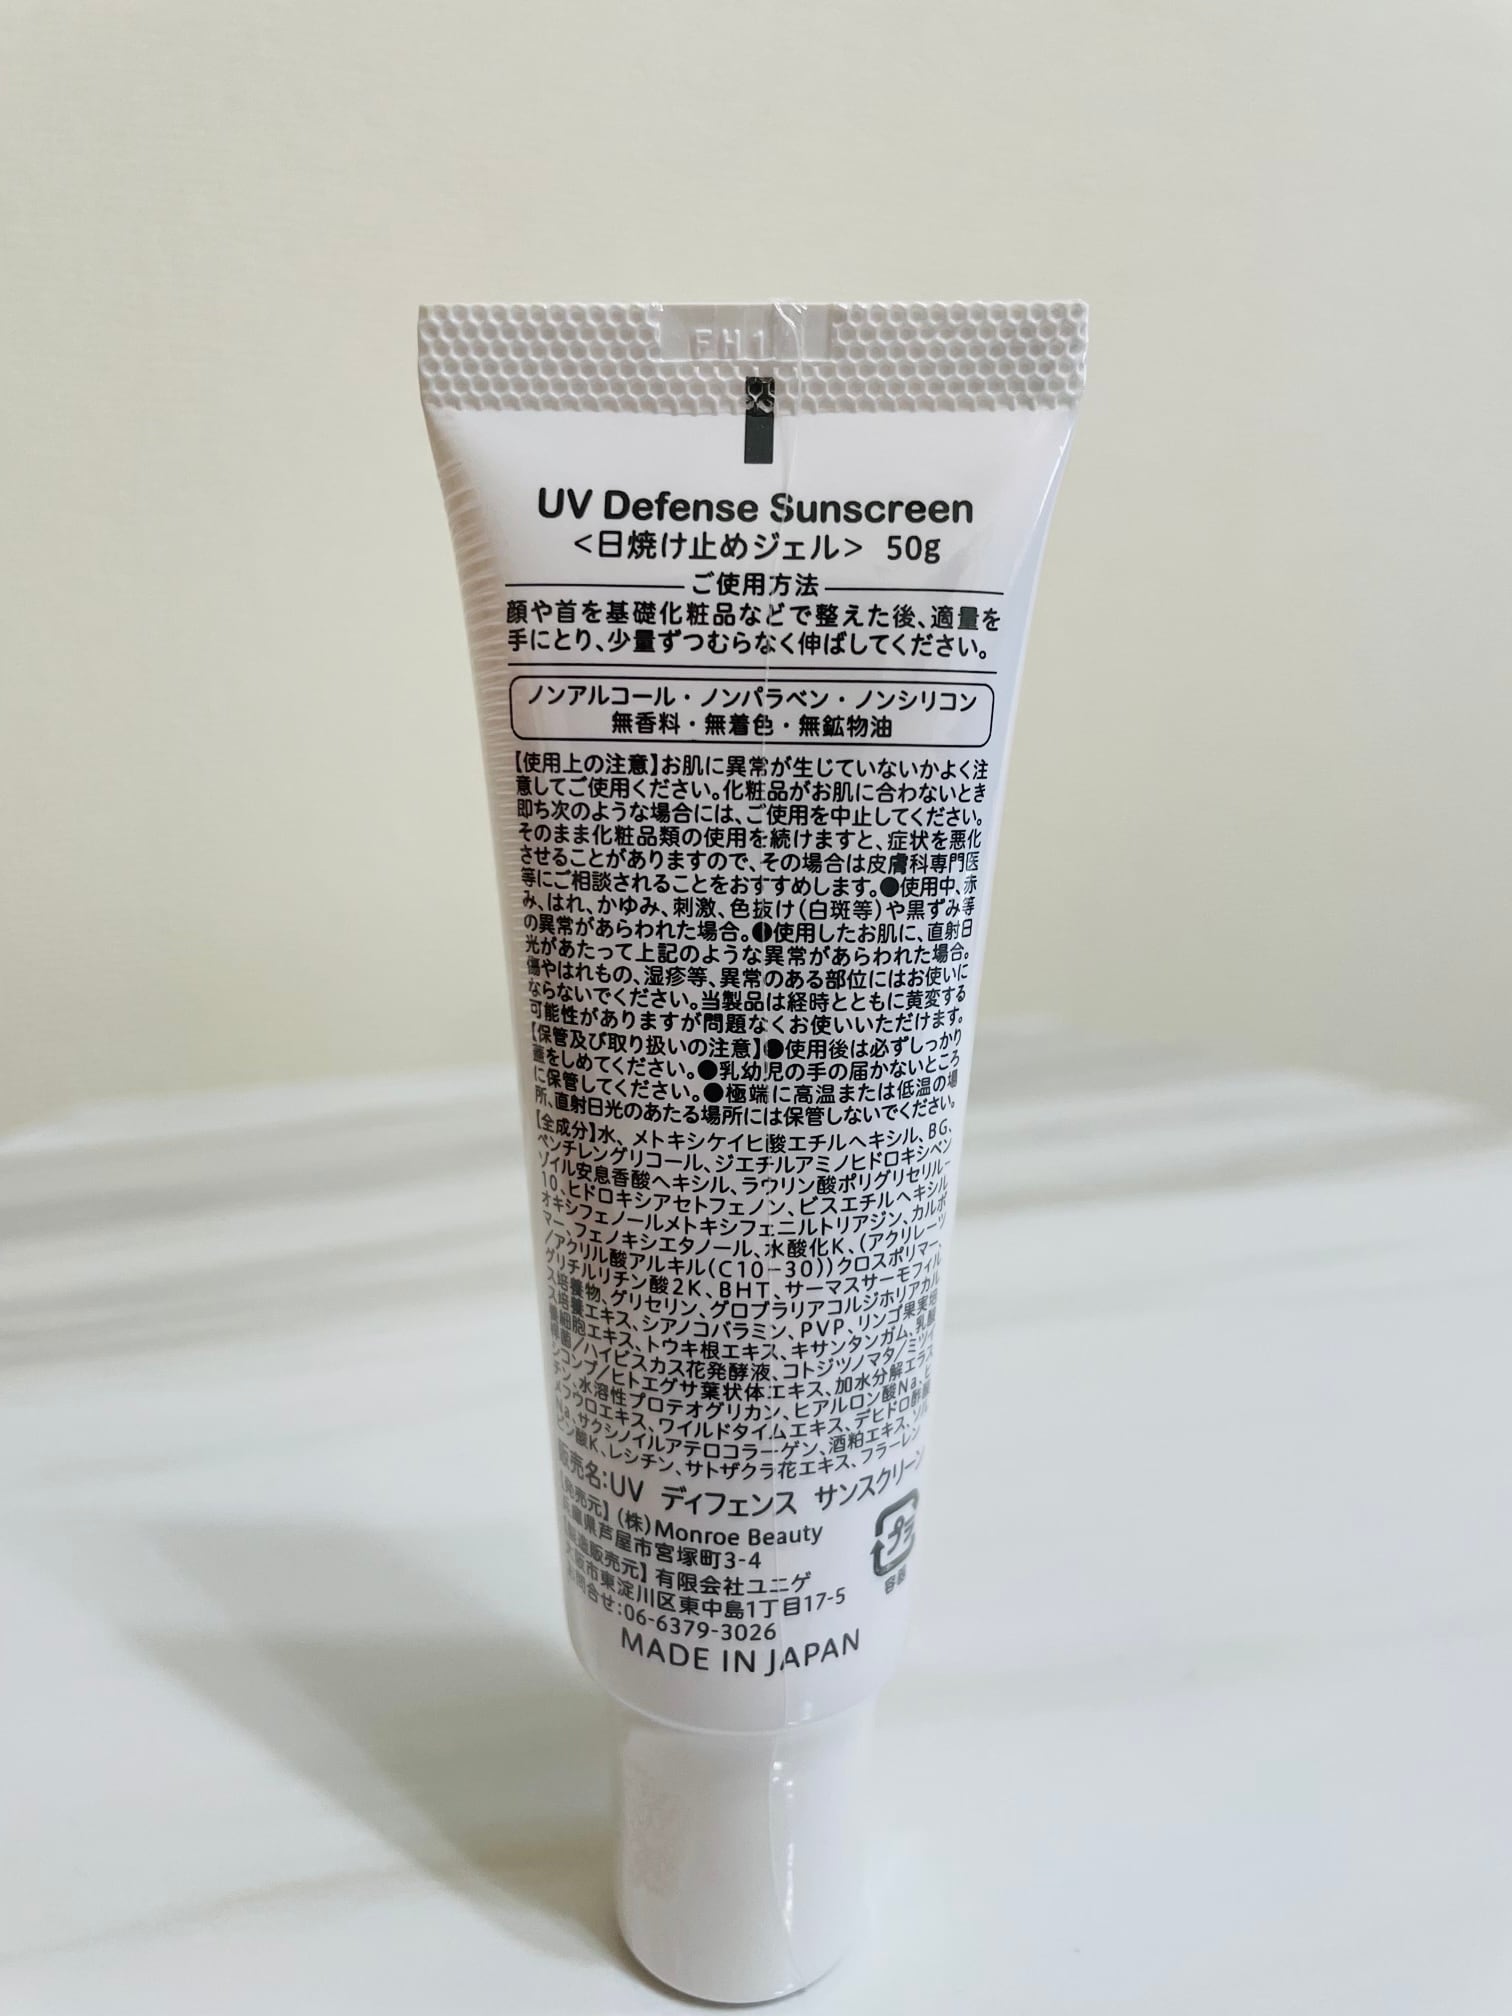 FH1
UV Defense Sunscreen
<日焼け止めジェル> 50g
ご使用方法
顔や首を基礎化粧品などで整えた後、適量を
手にとり、少量ずつむらなく伸ばしてください。
ノンアルコール・ノンパラベン・ノンシリコン
無香料・無着色・無鉱物油
【使用上の注意】お肌に異常が生じていないかよく注
意してご使用ください。化粧品がお肌に合わないとき
即ち次のような場合には、ご使用を中止してください。
そのまま化粧品類の使用を続けますと、症状を悪化
させることがありますので、その場合は皮膚科専門医
等にご相談されることをおすすめします。●使用中、赤
み、はれ、かゆみ、刺激、色抜け(白斑等)や黒ずみ等
の異常があらわれた場合。●使用したお肌に、直射日
光があたって上記のような異常があらわれた場合。
傷やはれもの、湿疹等、異常のある部位にはお使いに
ならないでください。当製品は経時とともに黄変する
可能性がありますが問題なくお使いいただけます。
【保管及び取り扱いの注意】●使用後は必ずしっかり
蓋をしめてください。●乳幼児の手の届かないところ
に保管してください。●極端に高温または低温の場
所、直射日光のあたる場所には保管しないでください。
【全成分】水、メトキシケイヒ酸エチルヘキシル、BG、
ペンチレングリコール、ジエチルアミノヒドロキシベン
ゾイル安息香酸ヘキシル、ラウリン酸ポリグリセリル-
10、ヒドロキシアセトフェノン、ビスエチルヘキシル
オキシフェノールメトキシフェニルトリアジン、カルボ
マー、フェノキシエタノール、水酸化K、(アクリレーツ
/アクリル酸アルキル(C10-30))クロスポリマー、
グリチルリチン酸2K、BHT、サーマスサーモフィル
ス培養物、グリセリン、グロブラリアコルジホリアカル
ス培養エキス、シアノコバラミン、PVP、リンゴ果実培
養細胞エキス、トウキ根エキス、キサンタンガム、乳酸
桿菌/ハイビスカス花発酵液、コトジツノマタ/ミツイ
シコンブ/ヒトエグサ葉状体エキス、加水分解エラス
チン、水溶性プロテオグリカン、ヒアルロン酸Na、ヒ
メフウロエキス、ワイルドタイムエキス、デヒドロ酢酸
Na、サクシノイルアテロコラーゲン、酒粕エキス、ソル
ビン酸K、レシチン、サトザクラ花エキス、フラーレン
販売名:UV ディフェンス サンスクリーン
【発売元】(株)Monroe Beauty
兵庫県芦屋市宮塚町3-4
【製造販売元】有限会社ユニゲ
大阪市東淀川区東中島1丁目17-5
お問合せ:06-6379-3026
プラ
容器
MADE IN JAPAN